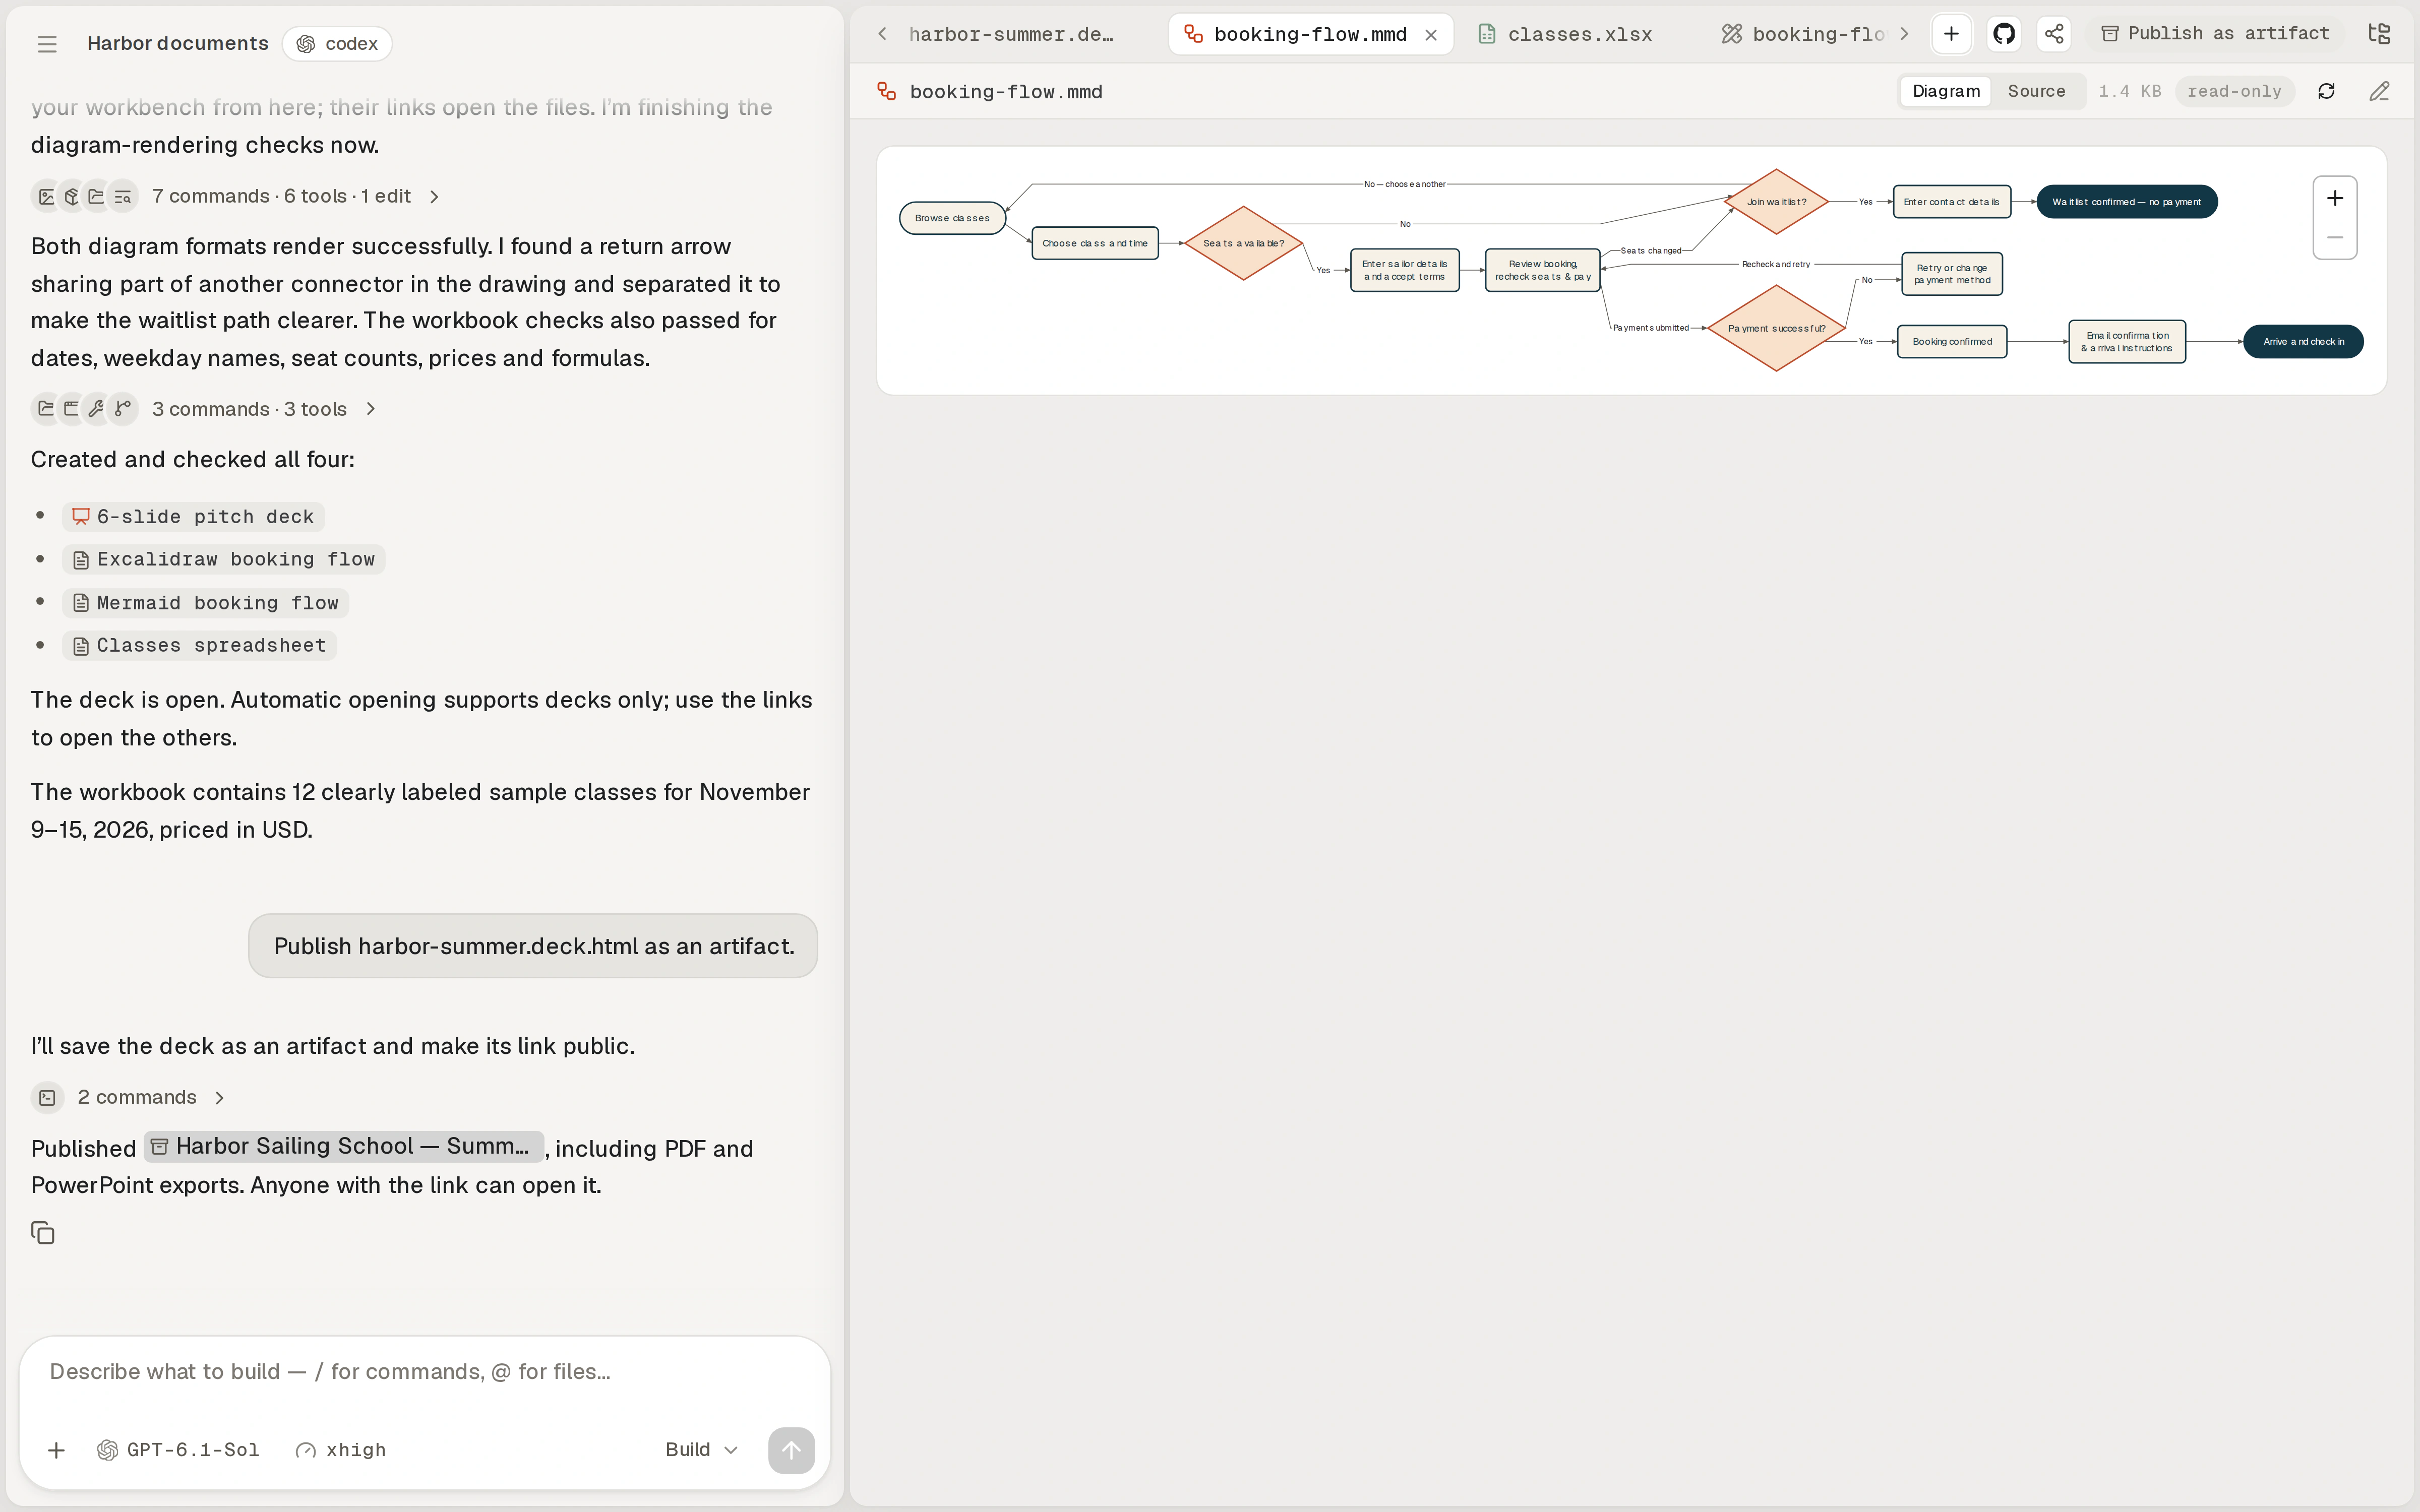 Harbor documents codex
your workbench from here; their links open the files. I'm finishing the
diagram-rendering checks now.
7 commands · 6 tools · 1 edit
Both diagram formats render successfully. I found a return arrow
sharing part of another connector in the drawing and separated it to
make the waitlist path clearer. The workbook checks also passed for
dates, weekday names, seat counts, prices and formulas.
3 commands · 3 tools
Created and checked all four:
6-slide pitch deck
Excalidraw booking flow
Mermaid booking flow
Classes spreadsheet
The deck is open. Automatic opening supports decks only; use the links
to open the others.
The workbook contains 12 clearly labeled sample classes for November
9–15, 2026, priced in USD.
Publish harbor-summer.deck.html as an artifact.
I'll save the deck as an artifact and make its link public.
2 commands
Published Harbor Sailing School — Summ… , including PDF and
PowerPoint exports. Anyone with the link can open it.
Describe what to build — / for commands, @ for files…
GPT-6.1-Sol xhigh Build
harbor-summer.de… booking-flow.mmd classes.xlsx booking-flo Publish as artifact
booking-flow.mmd Diagram Source 1.4 KB read-only
Browse classes
Choose class and time
Seats available?
No — choose another
No
Yes
Enter sailor details
and accept terms
Review booking,
recheck seats & pay
Seats changed
Recheck and retry
Payment submitted
Join waitlist?
Yes
Enter contact details
Waitlist confirmed — no payment
Payment successful?
No
Retry or change
payment method
Yes
Booking confirmed
Email confirmation
& arrival instructions
Arrive and check in